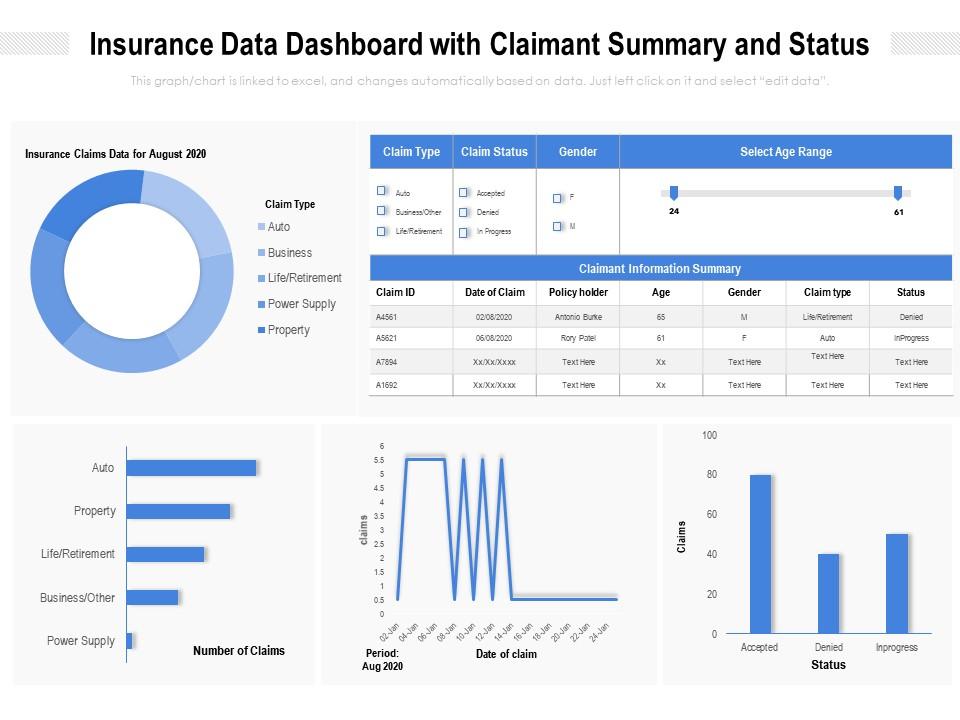 Insurance Data Dashboard with Claimant Summary and Status
This graph/chart is linked to excel, and changes automatically based on data. Just left click on it and select “edit data”.
Insurance Claims Data for August 2020
Claim Type
Auto
Business
Life/Retirement
Power Supply
Property
Claim Type Claim Status Gender Select Age Range
Auto Accepted F
Business/Other Denied
Life/Retirement In Progress M
24 61
Claimant Information Summary
Claim ID Date of Claim Policy holder Age Gender Claim type Status
A4561 02/08/2020 Antonio Burke 65 M Life/Retirement Denied
A5621 06/08/2020 Rory Patel 61 F Auto InProgress
A7894 Xx/Xx/Xxxx Text Here Xx Text Here Text Here Text Here
A1692 Xx/Xx/Xxxx Text Here Xx Text Here Text Here Text Here
Auto
Property
Life/Retirement
Business/Other
Power Supply
Number of Claims
claims
6
5.5
5
4.5
4
3.5
3
2.5
2
1.5
1
0.5
0
02-Jan 04-Jan 06-Jan 08-Jan 10-Jan 12-Jan 14-Jan 16-Jan 18-Jan 20-Jan 22-Jan 24-Jan
Period:
Aug 2020
Date of claim
Claims
100
80
60
40
20
0
Accepted Denied Inprogress
Status